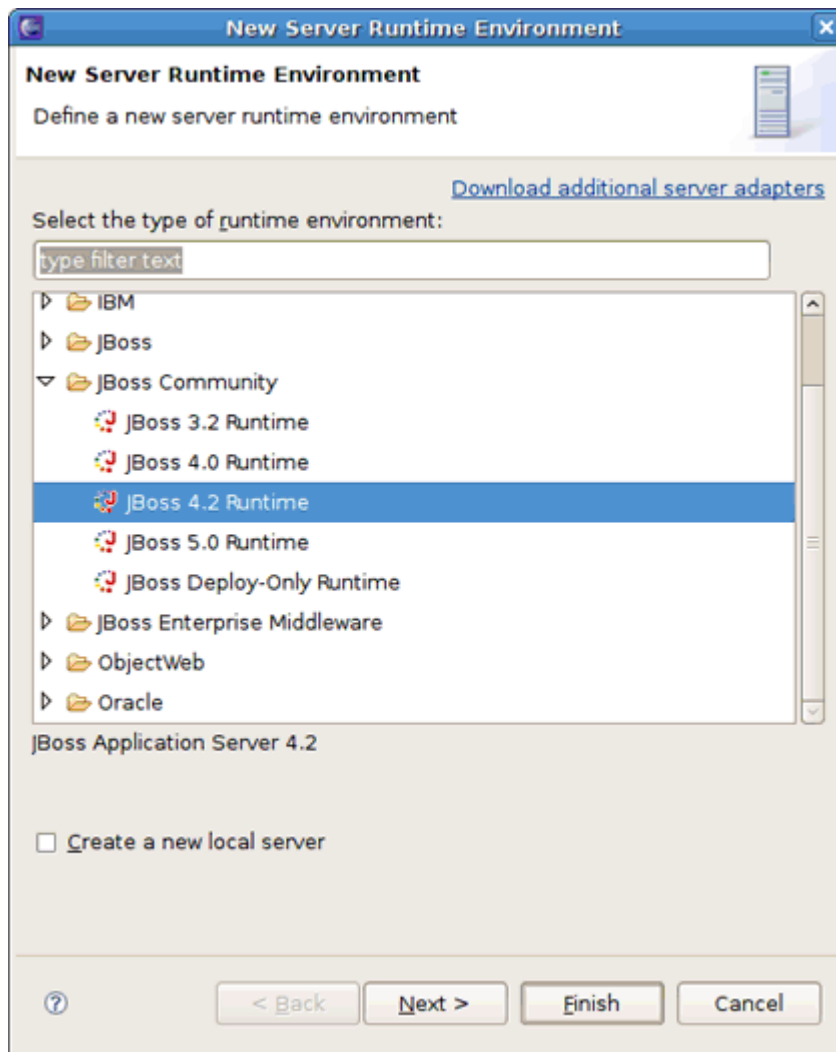 New Server Runtime Environment
New Server Runtime Environment
Define a new server runtime environment
Download additional server adapters
Select the type of runtime environment:
type filter text
IBM
JBoss
JBoss Community
JBoss 3.2 Runtime
JBoss 4.0 Runtime
JBoss 4.2 Runtime
JBoss 5.0 Runtime
JBoss Deploy-Only Runtime
JBoss Enterprise Middleware
ObjectWeb
Oracle
JBoss Application Server 4.2
Create a new local server
< Back Next > Finish Cancel